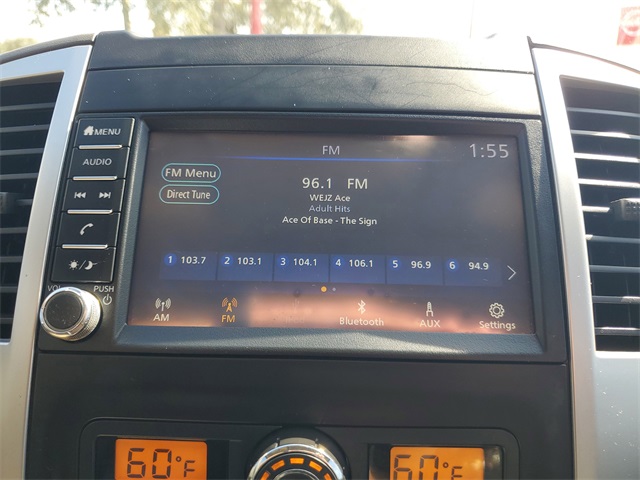 FM
1:55
MENU
AUDIO
FM Menu
Direct Tune
96.1 FM
WEJZ Ace
Adult Hits
Ace Of Base - The Sign
1 103.7 2 103.1 3 104.1 4 106.1 5 96.9 6 94.9
VOL
PUSH
AM
FM
Bluetooth
AUX
Settings
60°F
60°F